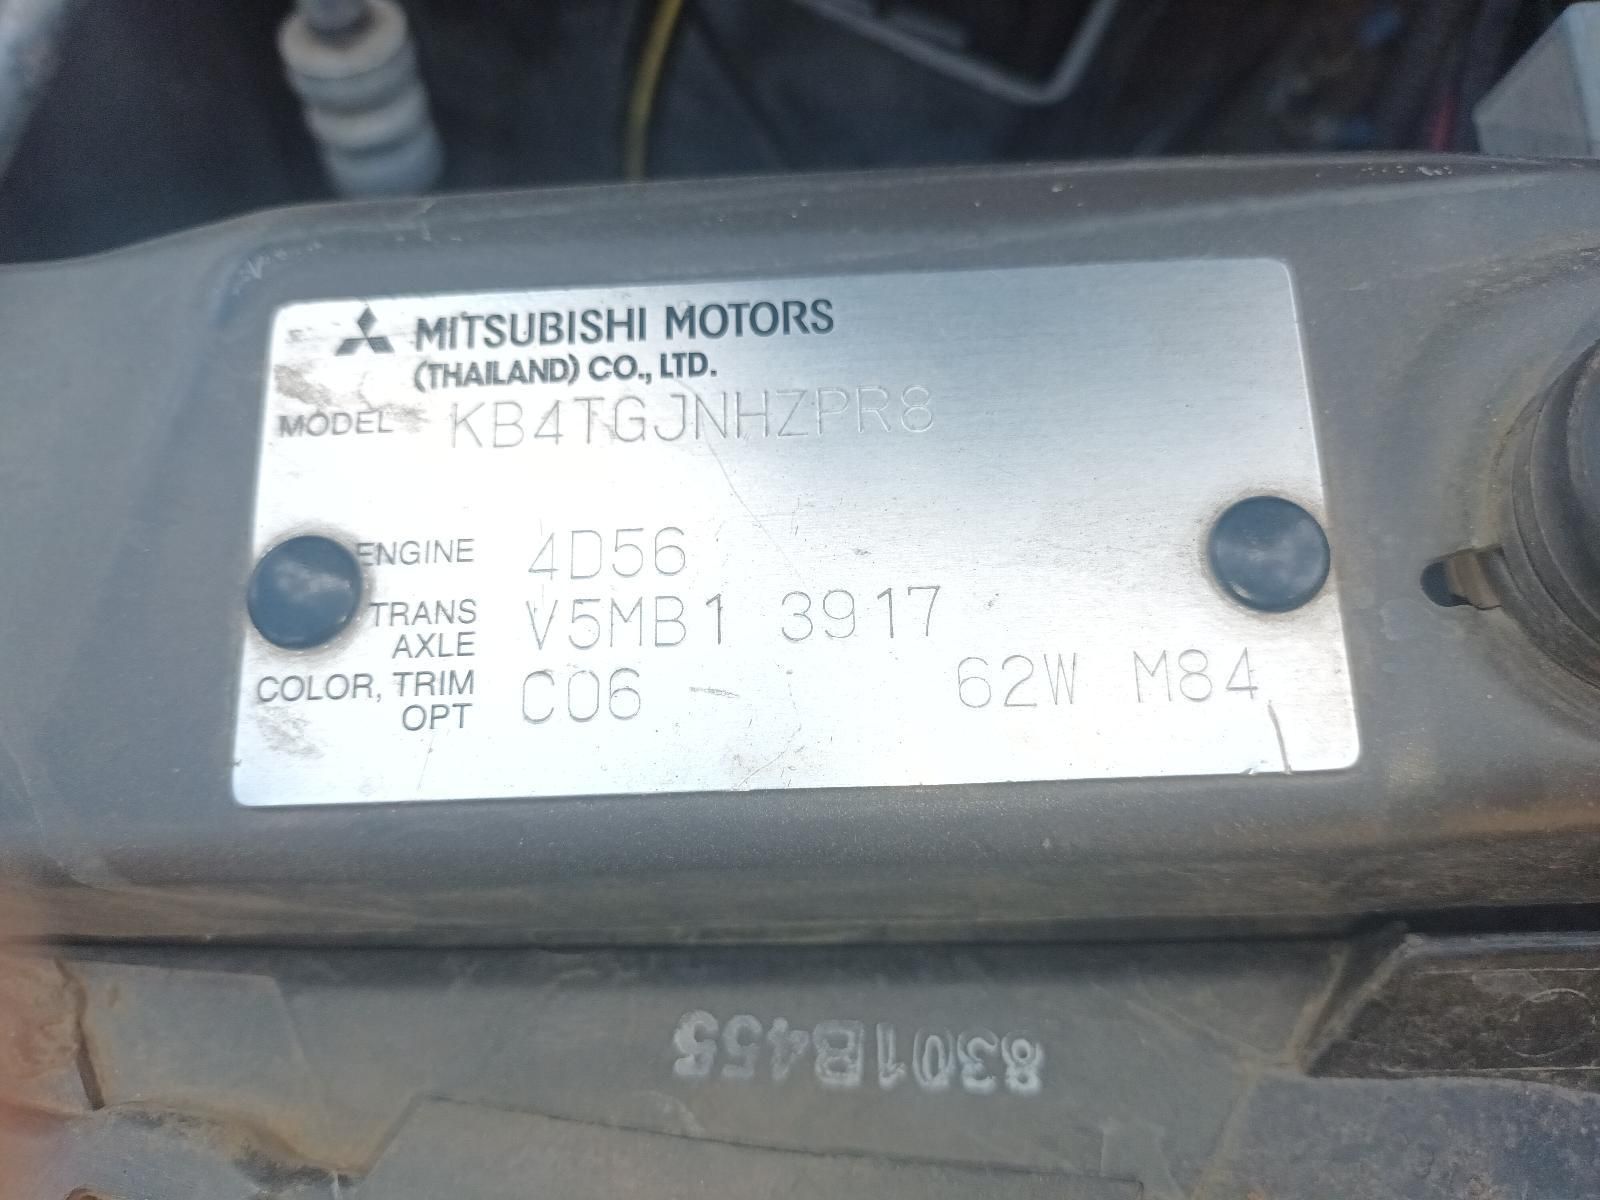 MITSUBISHI MOTORS
(THAILAND) CO., LTD.
MODEL KB4TGJNHZPR8
ENGINE 4D56
TRANS AXLE V5MB1 3917
COLOR, TRIM OPT C06 62W M84
8301B455